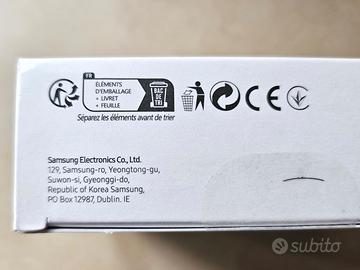 FR
ÉLÉMENTS
D'EMBALLAGE
+ LIVRET
+ FEUILLE
BAC
DE
TRI
Séparez les éléments avant de trier
CE
Samsung Electronics Co., Ltd.
129, Samsung-ro, Yeongtong-gu,
Suwon-si, Gyeonggi-do,
Republic of Korea Samsung,
PO Box 12987, Dublin. IE
subito